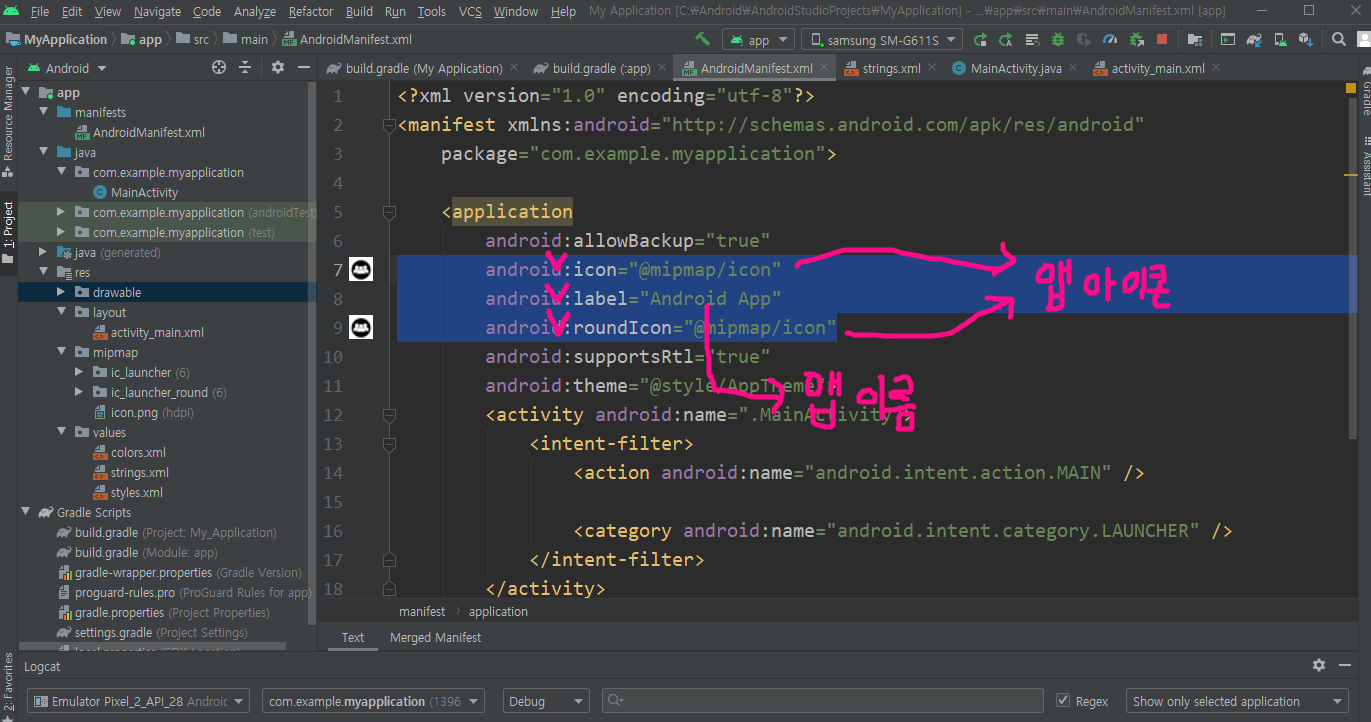 File Edit View Navigate Code Analyze Refactor Build Run Tools VCS Window Help My Application [C:₩Android₩AndroidStudioProjects₩MyApplication] - ...₩app₩src₩main₩AndroidManifest.xml [app]
MyApplication app src main AndroidManifest.xml app samsung SM-G611S
Android build.gradle (My Application) build.gradle (:app) AndroidManifest.xml strings.xml MainActivity.java activity_main.xml
Resource Manager
1: Project
2: Favorites
app
manifests
AndroidManifest.xml
java
com.example.myapplication
MainActivity
com.example.myapplication (androidTest)
com.example.myapplication (test)
java (generated)
res
drawable
layout
activity_main.xml
mipmap
ic_launcher (6)
ic_launcher_round (6)
icon.png (hdpi)
values
colors.xml
strings.xml
styles.xml
Gradle Scripts
build.gradle (Project: My_Application)
build.gradle (Module: app)
gradle-wrapper.properties (Gradle Version)
proguard-rules.pro (ProGuard Rules for app)
gradle.properties (Project Properties)
settings.gradle (Project Settings)
local.properties (SDK Location)
1 <?xml version="1.0" encoding="utf-8"?>
2 <manifest xmlns:android="http://schemas.android.com/apk/res/android"
3 package="com.example.myapplication">
4
5 <application
6 android:allowBackup="true"
7 android:icon="@mipmap/icon"
8 android:label="Android App"
9 android:roundIcon="@mipmap/icon"
10 android:supportsRtl="true"
11 android:theme="@style/AppTheme">
12 <activity android:name=".MainActivity">
13 <intent-filter>
14 <action android:name="android.intent.action.MAIN" />
15
16 <category android:name="android.intent.category.LAUNCHER" />
17 </intent-filter>
18 </activity>
앱 아이콘
앱 이름
Gradle
Assistant
manifest application
Text Merged Manifest
Logcat
Emulator Pixel_2_API_28 Android com.example.myapplication (1396 Debug Regex Show only selected application